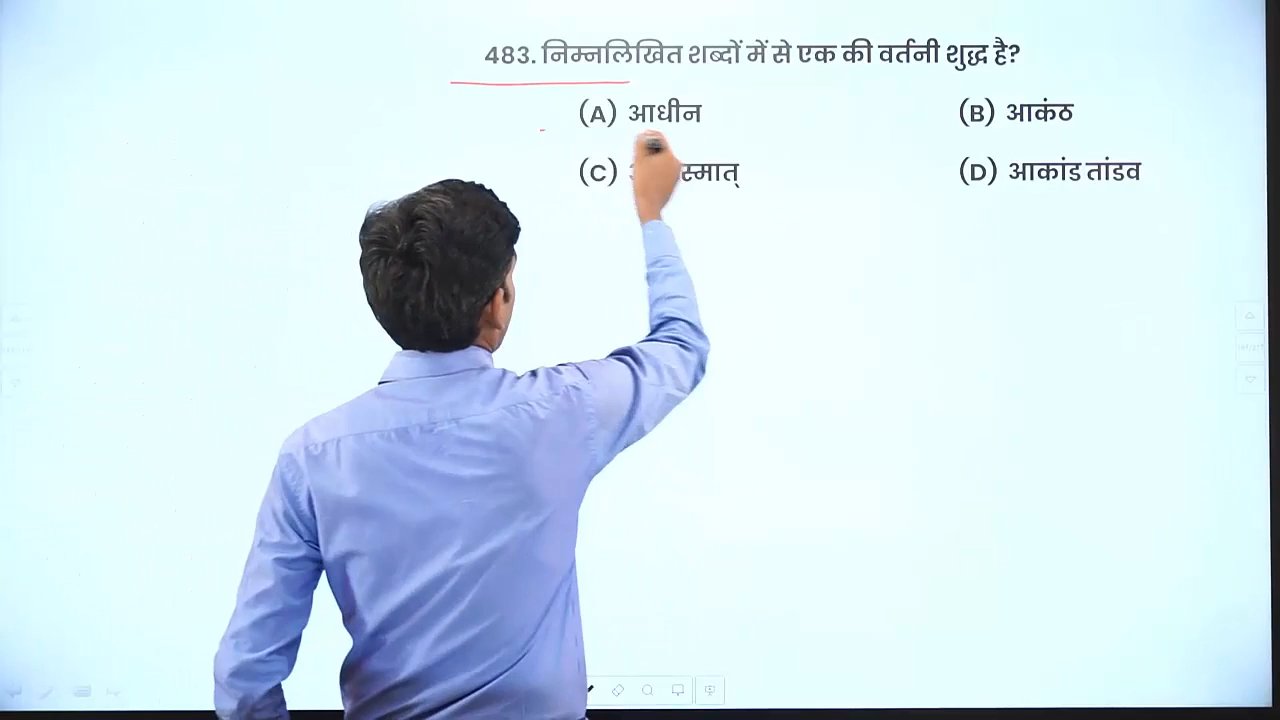 483. निम्नलिखित शब्दों में से एक की वर्तनी शुद्ध है?
(A) आधीन (B) आकंठ
(C) स्मात् (D) आकांड तांडव